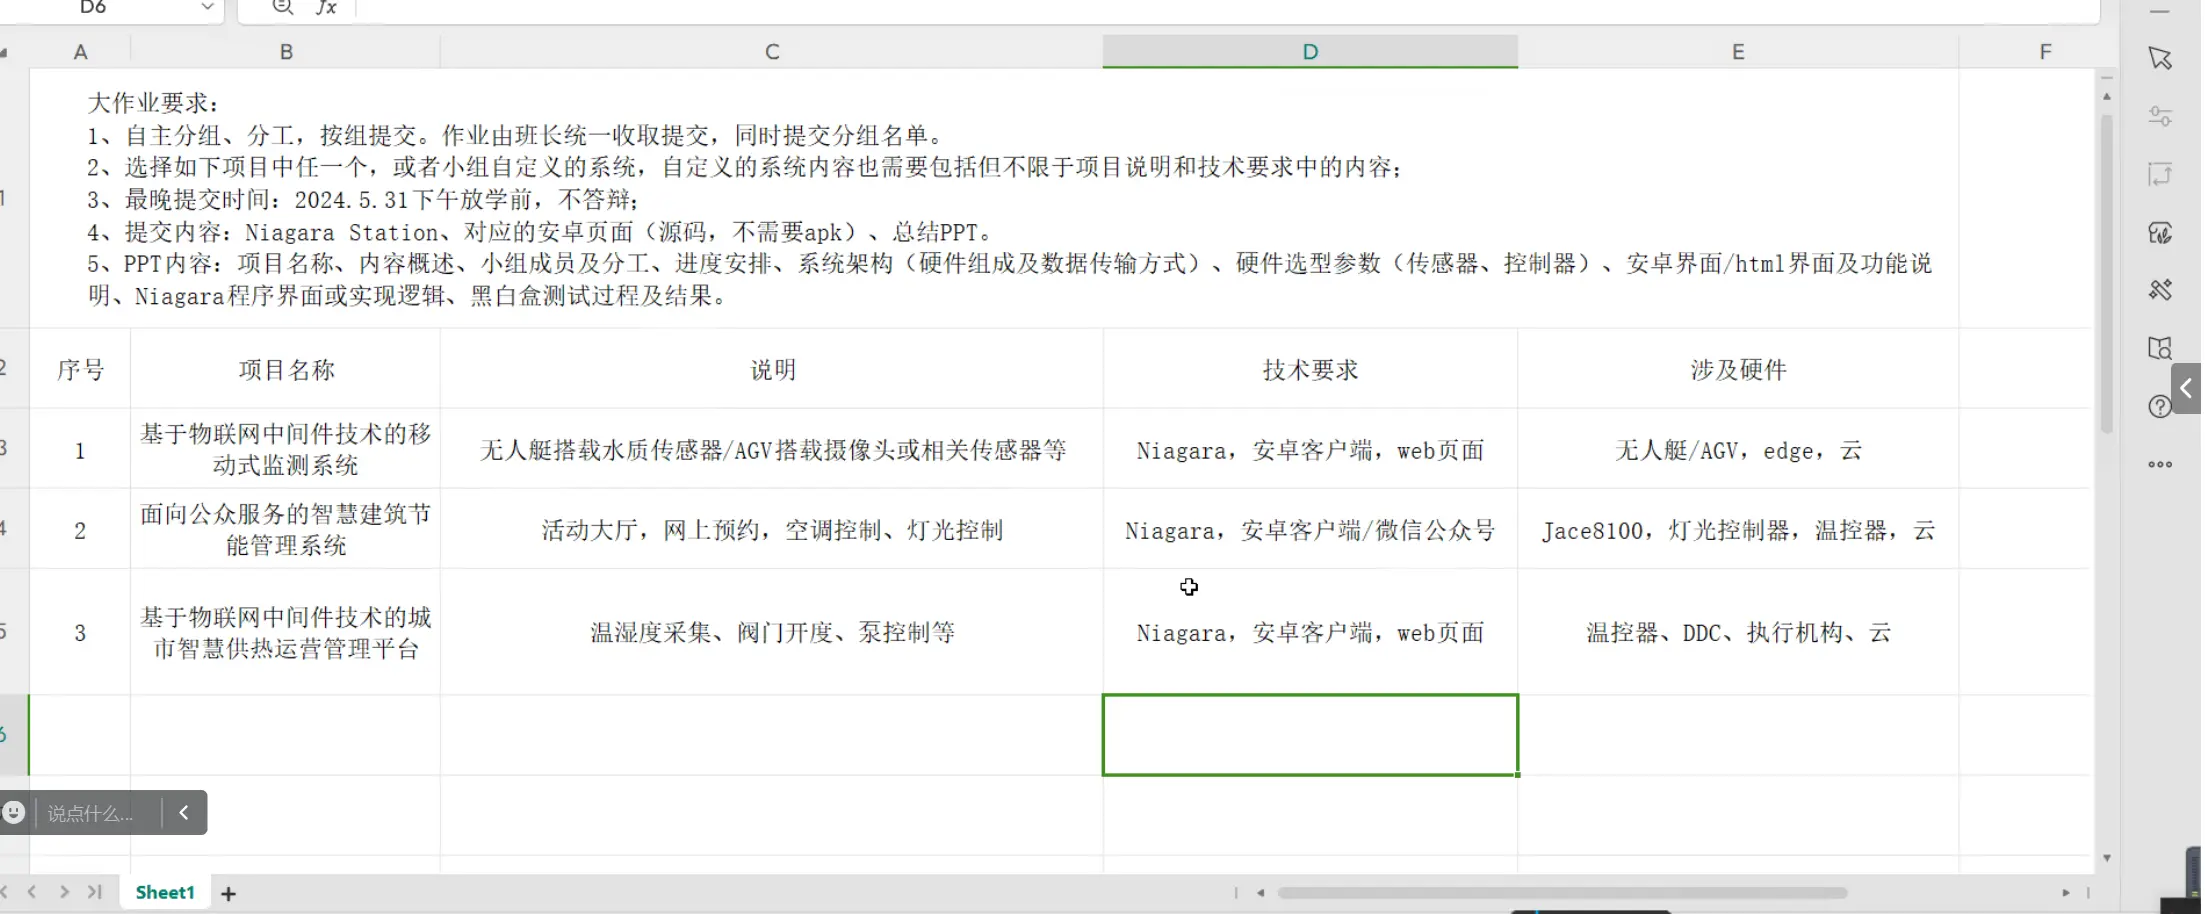 D6
fx
A B C D E F
大作业要求：
1、自主分组、分工，按组提交。作业由班长统一收取提交，同时提交分组名单。
2、选择如下项目中任一个，或者小组自定义的系统，自定义的系统内容也需要包括但不限于项目说明和技术要求中的内容；
3、最晚提交时间：2024.5.31下午放学前，不答辩；
4、提交内容：Niagara Station、对应的安卓页面（源码，不需要apk）、总结PPT。
5、PPT内容：项目名称、内容概述、小组成员及分工、进度安排、系统架构（硬件组成及数据传输方式）、硬件选型参数（传感器、控制器）、安卓界面/html界面及功能说
明、Niagara程序界面或实现逻辑、黑白盒测试过程及结果。
1
2 序号 项目名称 说明 技术要求 涉及硬件
3 1 基于物联网中间件技术的移
动式监测系统
无人艇搭载水质传感器/AGV搭载摄像头或相关传感器等
Niagara，安卓客户端，web页面
无人艇/AGV，edge，云
4 2 面向公众服务的智慧建筑节
能管理系统
活动大厅，网上预约，空调控制、灯光控制
Niagara，安卓客户端/微信公众号
Jace8100，灯光控制器，温控器，云
5 3 基于物联网中间件技术的城
市智慧供热运营管理平台
温湿度采集、阀门开度、泵控制等
Niagara，安卓客户端，web页面
温控器、DDC、执行机构、云
6
说点什么...
Sheet1